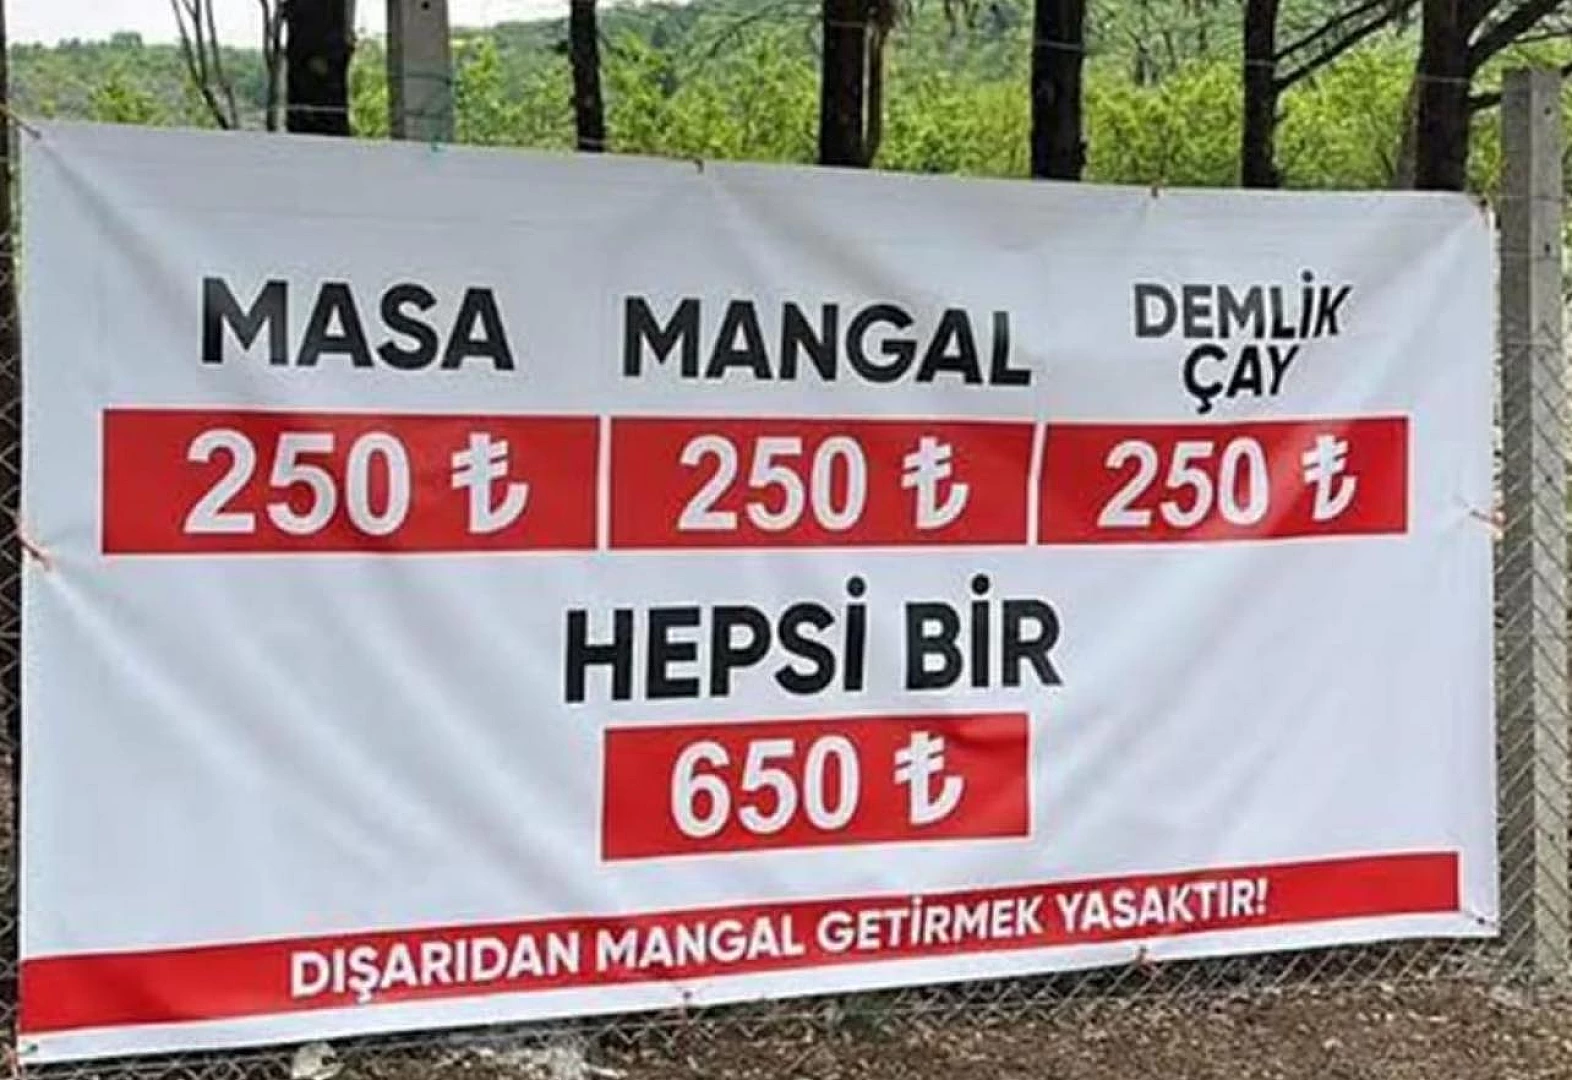 MASA MANGAL DEMLİK
ÇAY
250 ₺ 250 ₺ 250 ₺
HEPSİ BİR
650 ₺
DIŞARIDAN MANGAL GETİRMEK YASAKTIR!